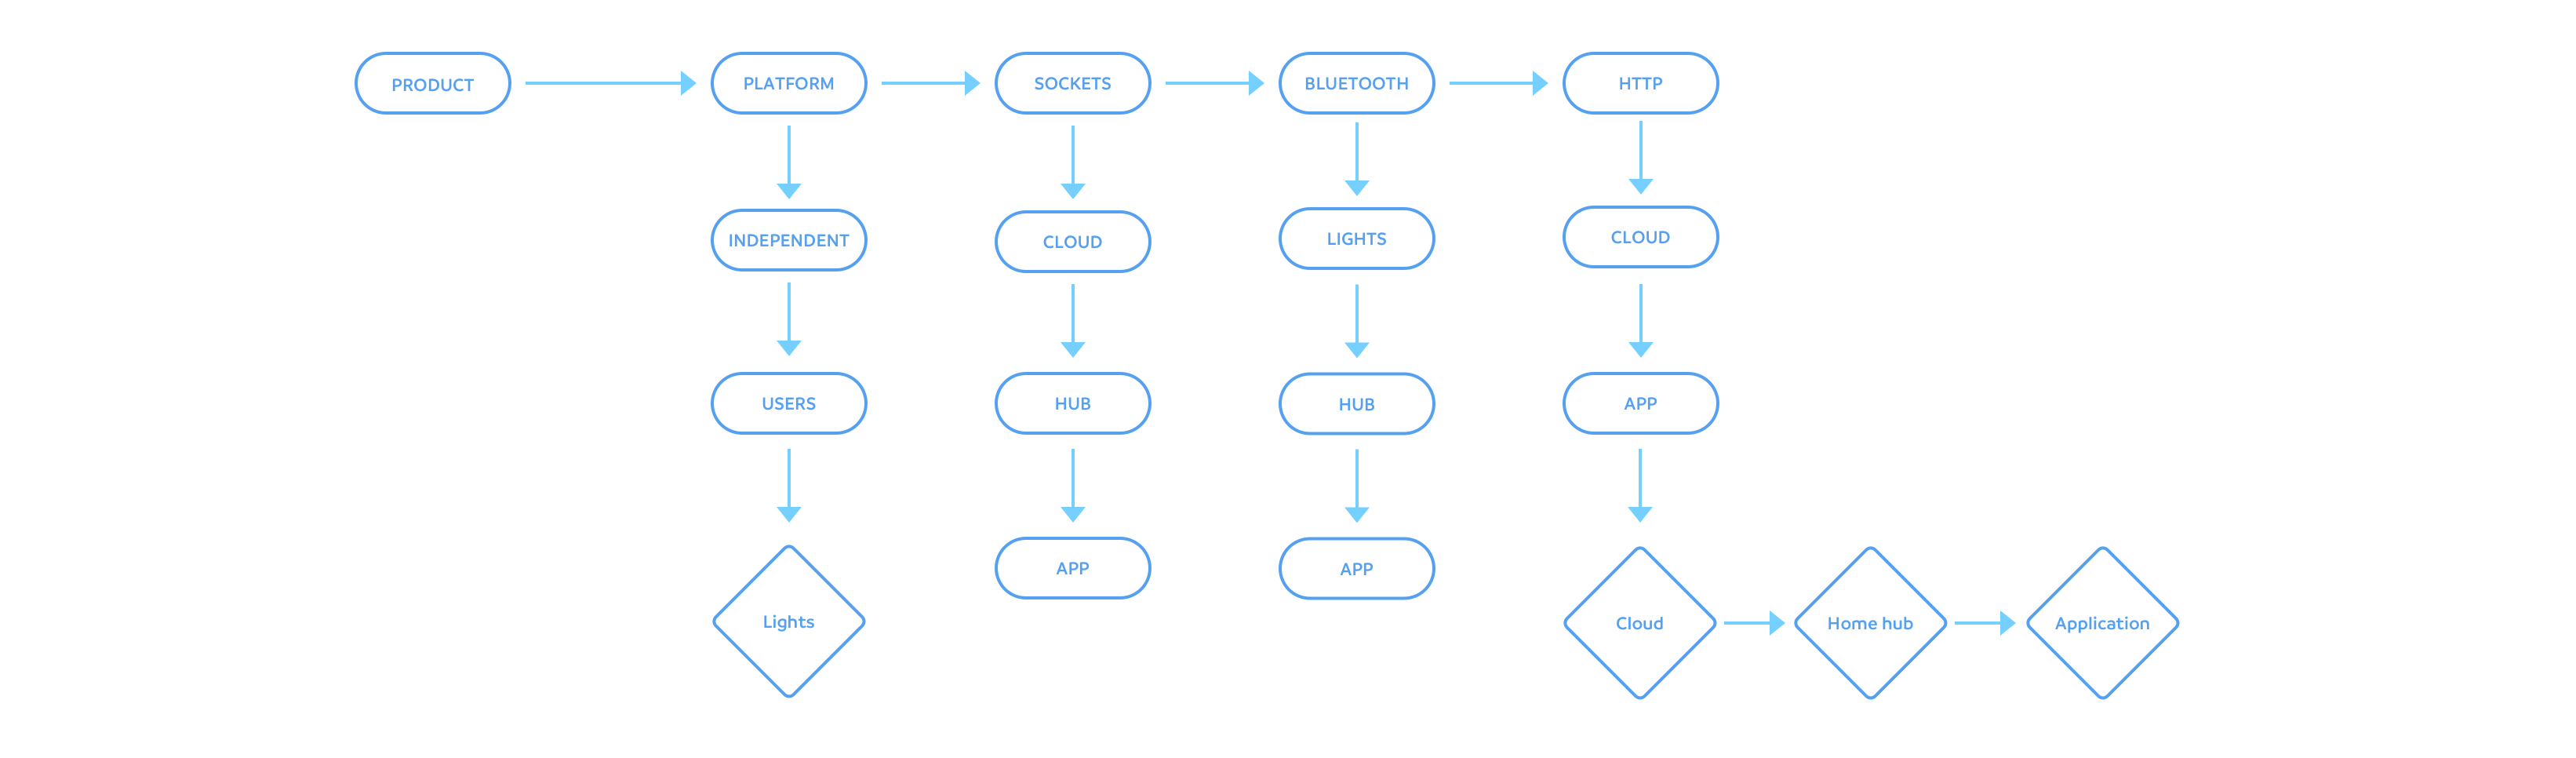 PRODUCT
PLATFORM
SOCKETS
BLUETOOTH
HTTP
INDEPENDENT
CLOUD
LIGHTS
CLOUD
USERS
HUB
HUB
APP
APP
APP
Lights
Cloud
Home hub
Application